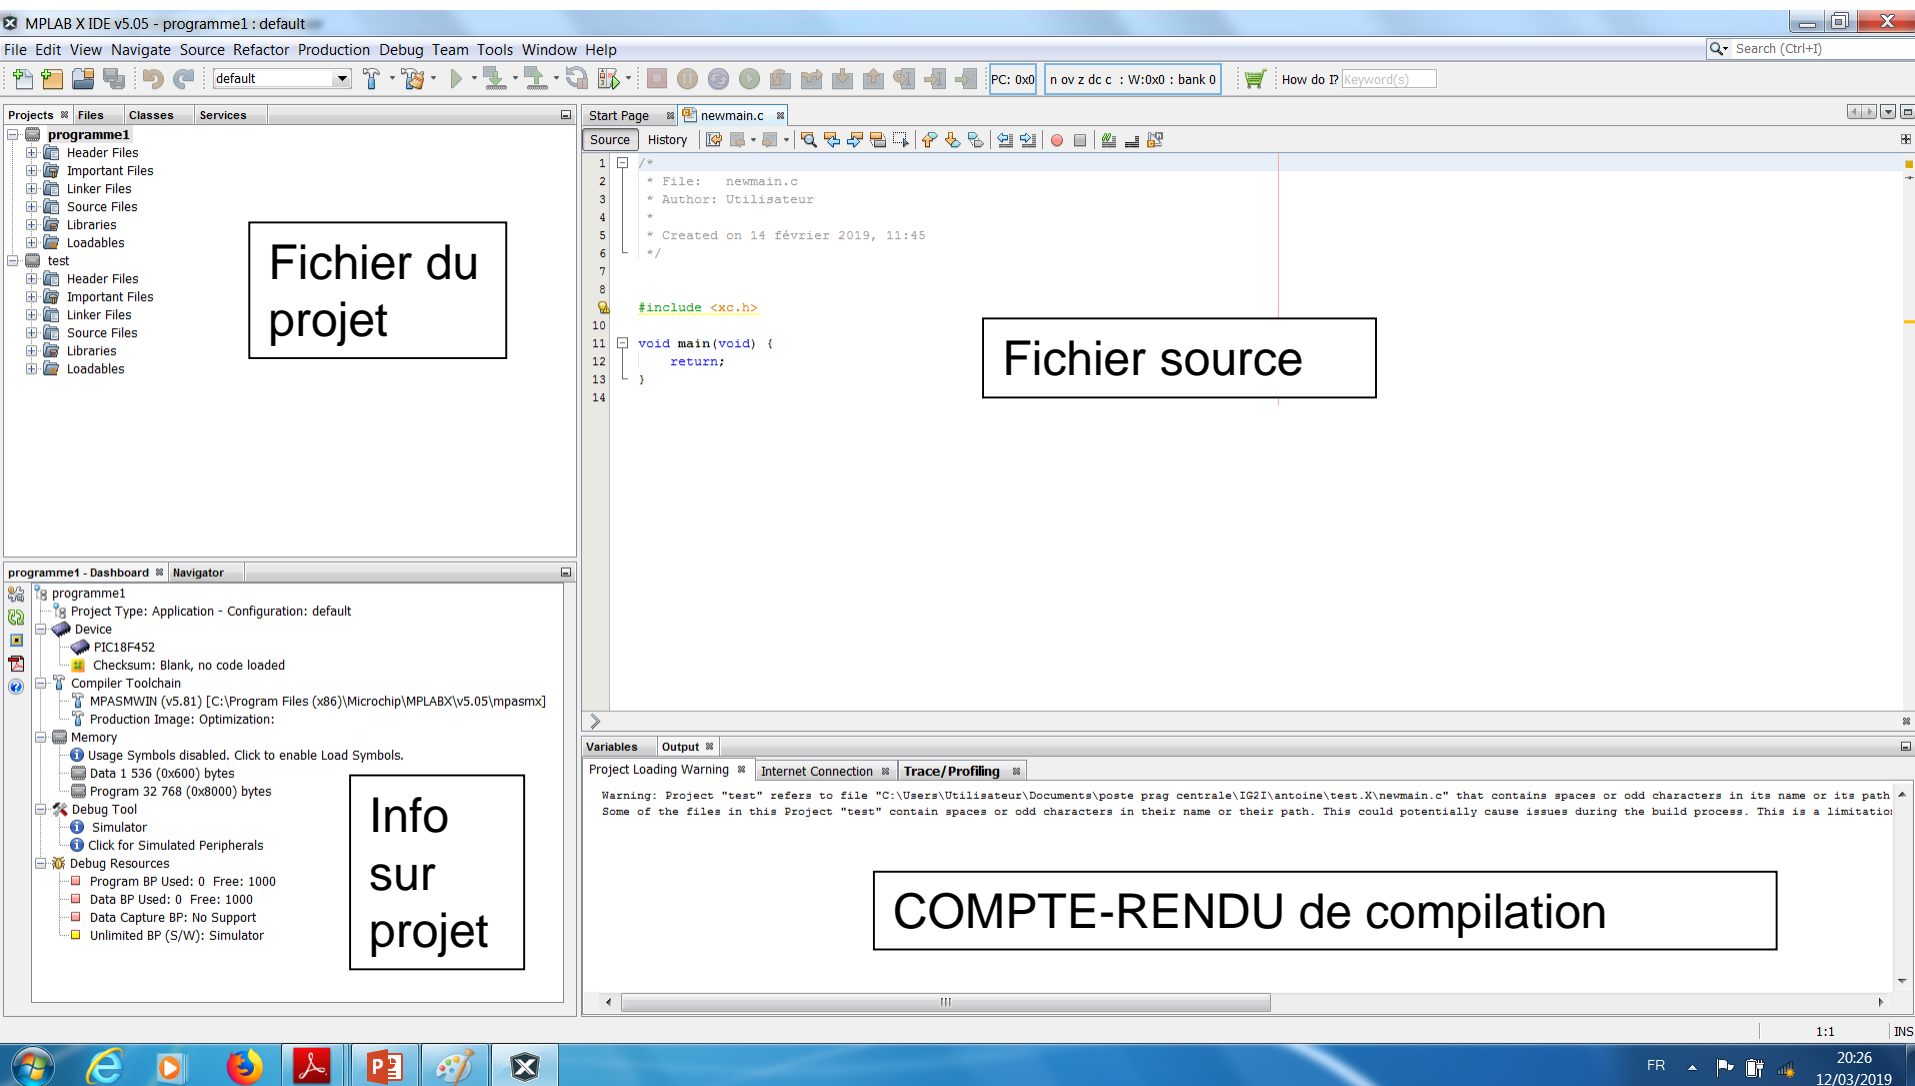 MPLAB X IDE v5.05 - programme1 : default
File Edit View Navigate Source Refactor Production Debug Team Tools Window Help
Search (Ctrl+I)
default
PC: 0x0
n ov z dc c : W:0x0 : bank 0
How do I? Keyword(s)
Projects Files Classes Services
programme1
Header Files
Important Files
Linker Files
Source Files
Libraries
Loadables
test
Header Files
Important Files
Linker Files
Source Files
Libraries
Loadables
Fichier du
projet
Start Page newmain.c
Source History
1 /*
2 * File: newmain.c
3 * Author: Utilisateur
4 *
5 * Created on 14 février 2019, 11:45
6 */
7
8
#include <xc.h>
10
11 void main(void) {
12 return;
13 }
14
Fichier source
programme1 - Dashboard Navigator
programme1
Project Type: Application - Configuration: default
Device
PIC18F452
Checksum: Blank, no code loaded
Compiler Toolchain
MPASMWIN (v5.81) [C:\Program Files (x86)\Microchip\MPLABX\v5.05\mpasmx]
Production Image: Optimization:
Memory
Usage Symbols disabled. Click to enable Load Symbols.
Data 1 536 (0x600) bytes
Program 32 768 (0x8000) bytes
Debug Tool
Simulator
Click for Simulated Peripherals
Debug Resources
Program BP Used: 0 Free: 1000
Data BP Used: 0 Free: 1000
Data Capture BP: No Support
Unlimited BP (S/W): Simulator
Info
sur
projet
Variables Output
Project Loading Warning Internet Connection Trace/Profiling
Warning: Project "test" refers to file "C:\Users\Utilisateur\Documents\poste prag centrale\IG2I\antoine\test.X\newmain.c" that contains spaces or odd characters in its name or its path
Some of the files in this Project "test" contain spaces or odd characters in their name or their path. This could potentially cause issues during the build process. This is a limitation
COMPTE-RENDU de compilation
1:1 INS
FR
20:26
12/03/2019